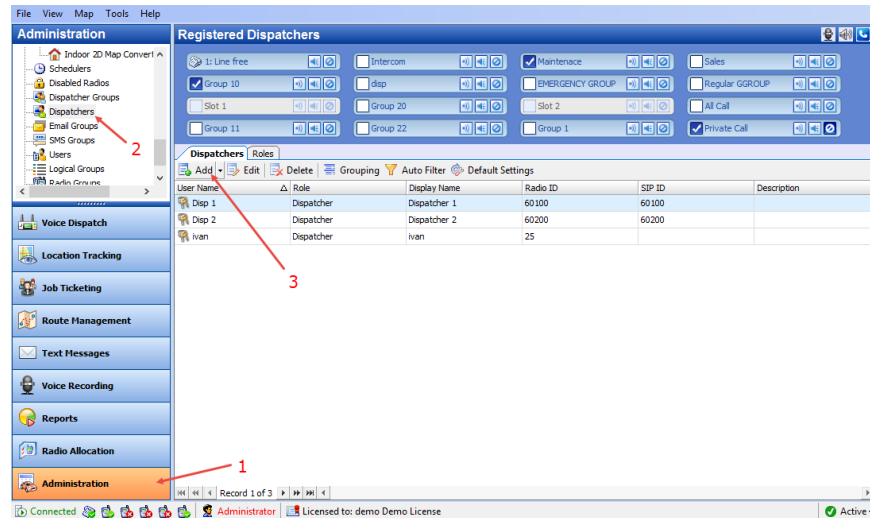 File View Map Tools Help
Administration
Registered Dispatchers
Indoor 2D Map Convert
Schedulers
Disabled Radios
Dispatcher Groups
Dispatchers
Email Groups
SMS Groups
Users
Logical Groups
Radio Groups
2
1: Line free Intercom Maintenace Sales
Group 10 disp EMERGENCY GROUP Regular GGROUP
Slot 1 Group 20 Slot 2 All Call
Group 11 Group 22 Group 1 Private Call
Dispatchers Roles
Add Edit Delete Grouping Auto Filter Default Settings
User Name Role Display Name Radio ID SIP ID Description
Disp 1 Dispatcher Dispatcher 1 60100 60100
Disp 2 Dispatcher Dispatcher 2 60200 60200
ivan Dispatcher ivan 25
3
Voice Dispatch
Location Tracking
Job Ticketing
Route Management
Text Messages
Voice Recording
Reports
Radio Allocation
Administration
1
Record 1 of 3
Connected Administrator Licensed to: demo Demo License Active